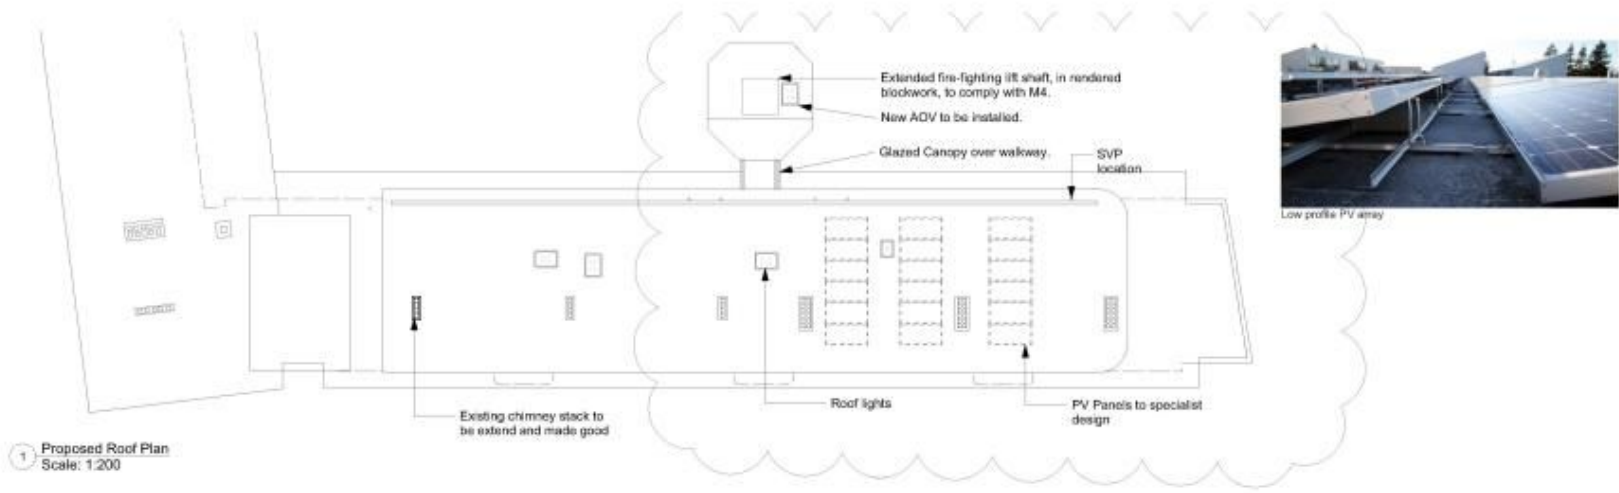 Extended fire-fighting lift shaft, in rendered
blockwork, to comply with M4.
New AOV to be installed.
Glazed Canopy over walkway.
SVP
location
Low profile PV array
Existing chimney stack to
be extend and made good
Roof lights
PV Panels to specialist
design
1
Proposed Roof Plan
Scale: 1:200